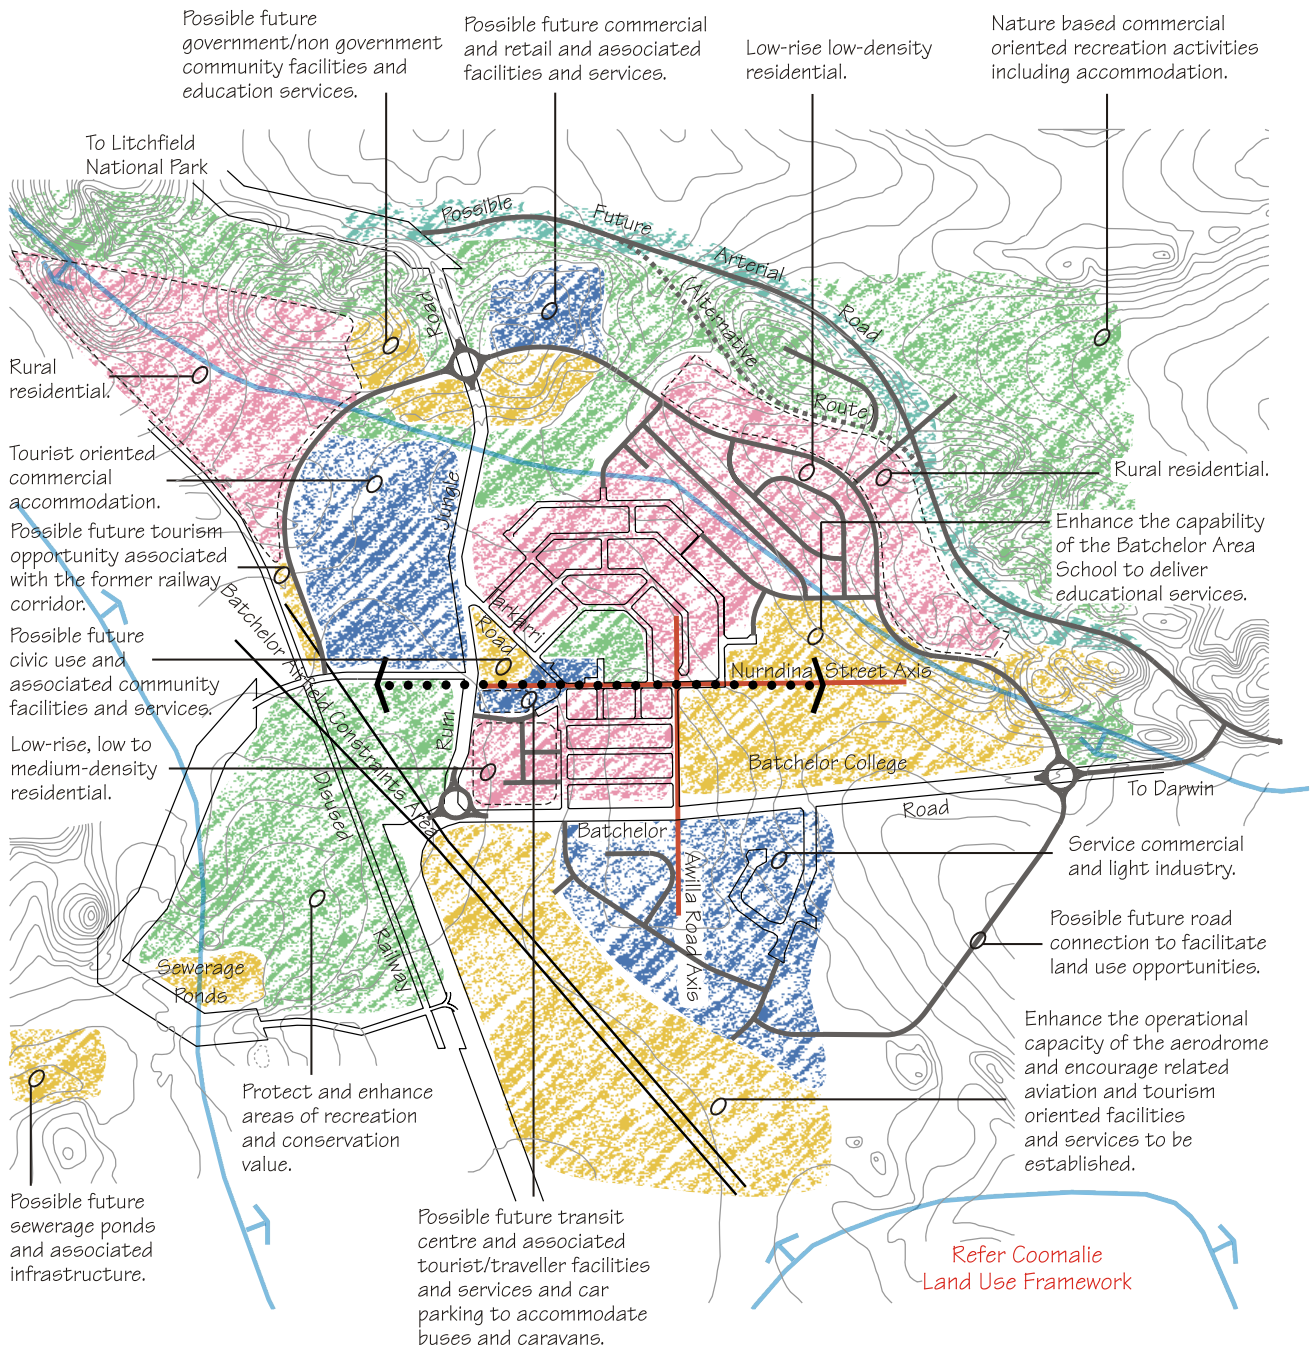 Possible future
government/non government
community facilities and
education services.
Possible future commercial
and retail and associated
facilities and services.
Low-rise low-density
residential.
Nature based commercial
oriented recreation activities
including accommodation.
To Litchfield
National Park
Possible
Future
Arterial
Road
(Alternative
Route)
Road
Rural
residential.
Tourist oriented
commercial
accommodation.
Possible future tourism
opportunity associated
with the former railway
corridor.
Possible future
civic use and
associated community
facilities and services.
Low-rise, low to
medium-density
residential.
Jungle
Rural residential.
Enhance the capability
of the Batchelor Area
School to deliver
educational services.
Tarkarri
Road
Nurndina Street Axis
Batchelor Airfield Constraints Area
Rum
Disused
Railway
Batchelor College
Batchelor
Road
To Darwin
Awilla Road Axis
Service commercial
and light industry.
Possible future road
connection to facilitate
land use opportunities.
Sewerage
Ponds
Enhance the operational
capacity of the aerodrome
and encourage related
aviation and tourism
oriented facilities
and services to be
established.
Protect and enhance
areas of recreation
and conservation
value.
Possible future
sewerage ponds
and associated
infrastructure.
Possible future transit
centre and associated
tourist/traveller facilities
and services and car
parking to accommodate
buses and caravans.
Refer Coomalie
Land Use Framework